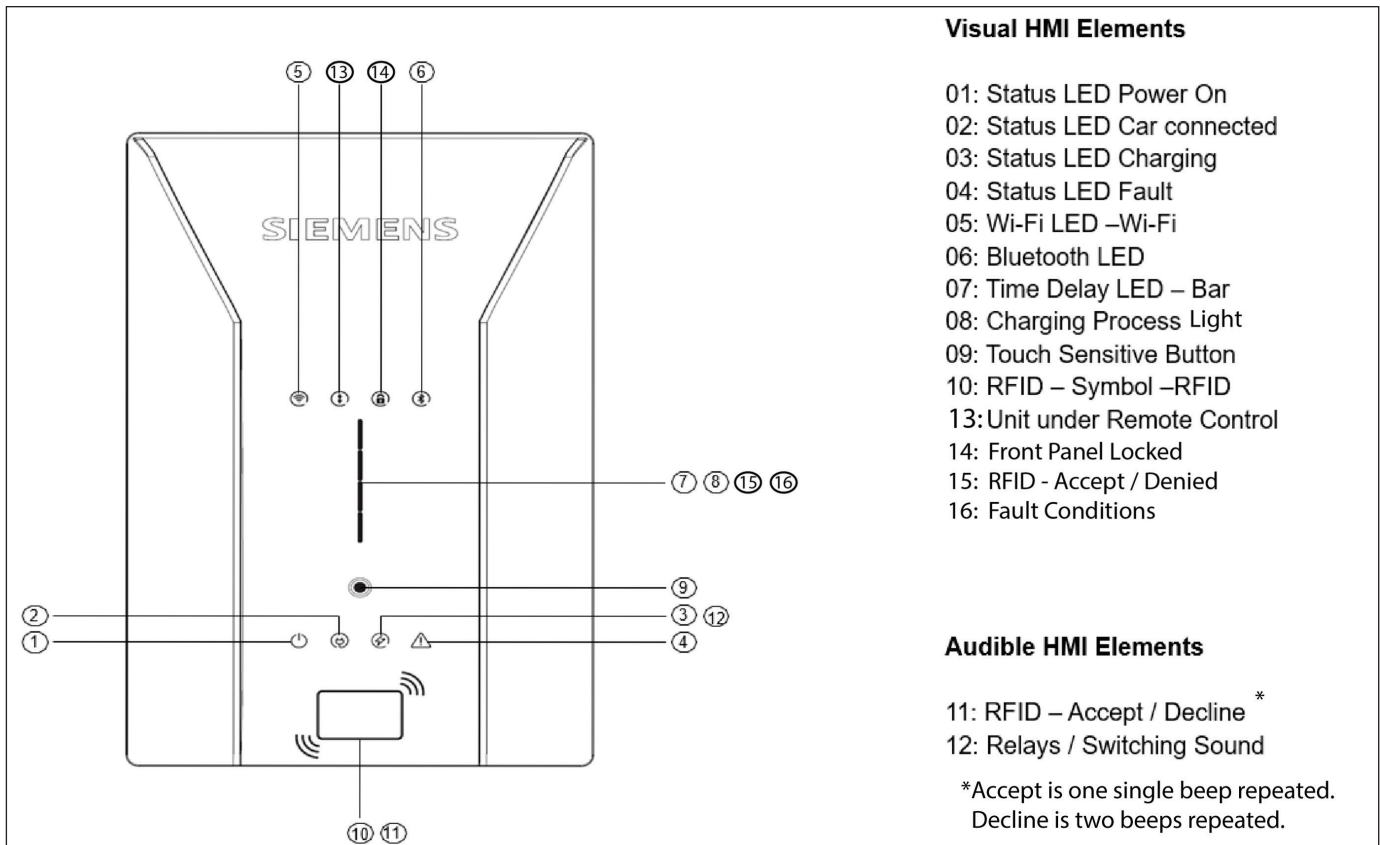 5 13 14 6
SIEMENS
7 8 15 16
9
2
3 12
1
4
10 11
Visual HMI Elements
01: Status LED Power On
02: Status LED Car connected
03: Status LED Charging
04: Status LED Fault
05: Wi-Fi LED –Wi-Fi
06: Bluetooth LED
07: Time Delay LED – Bar
08: Charging Process Light
09: Touch Sensitive Button
10: RFID – Symbol –RFID
13: Unit under Remote Control
14: Front Panel Locked
15: RFID - Accept / Denied
16: Fault Conditions
Audible HMI Elements
11: RFID – Accept / Decline *
12: Relays / Switching Sound
*Accept is one single beep repeated.
Decline is two beeps repeated.